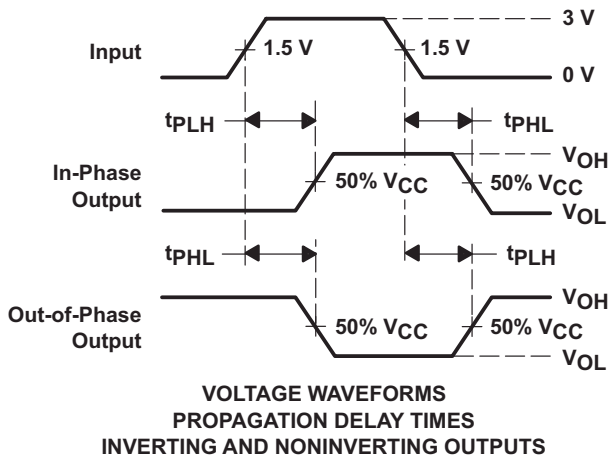 3 V
Input
1.5 V
1.5 V
0 V
tPLH
tPHL
VOH
In-Phase
Output
50% VCC
50% VCC
VOL
tPHL
tPLH
VOH
Out-of-Phase
Output
50% VCC
50% VCC
VOL
VOLTAGE WAVEFORMS
PROPAGATION DELAY TIMES
INVERTING AND NONINVERTING OUTPUTS